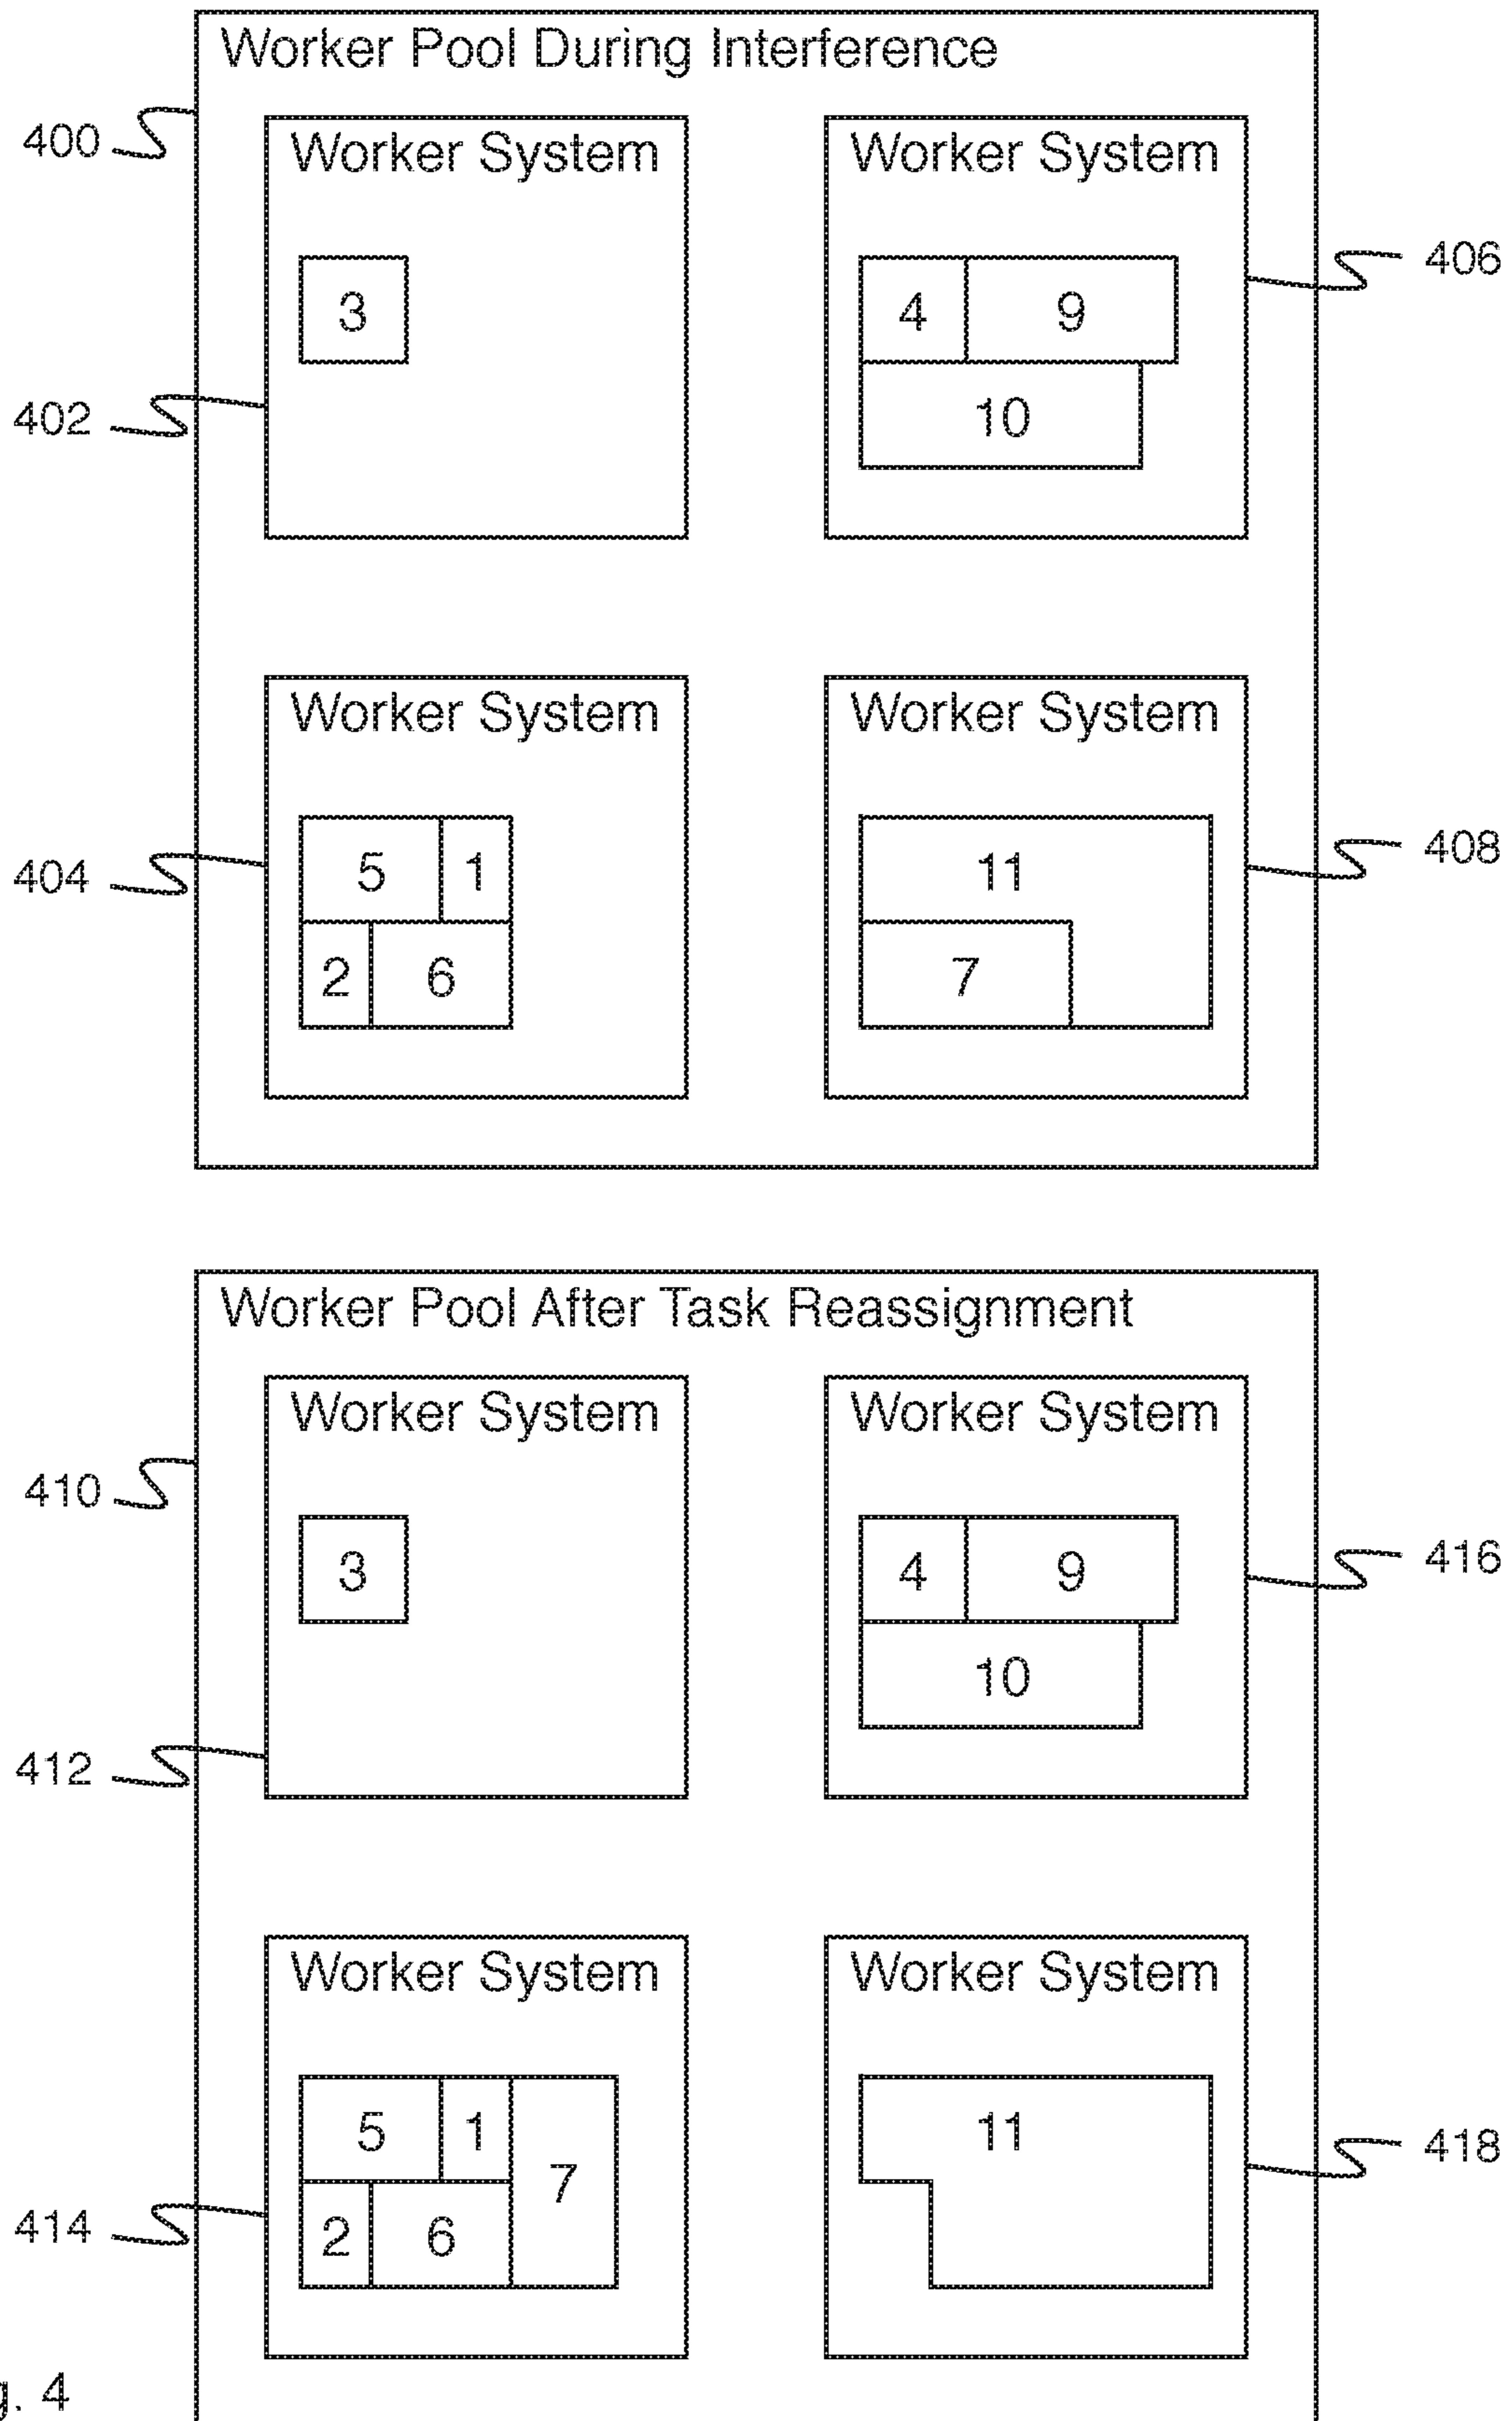 Worker Pool During Interference
400
Worker System
Worker System
406
3
4 9
402
10
Worker System
Worker System
408
404
5 1
11
2 6
7
Worker Pool After Task Reassignment
Worker System
Worker System
410
3
4 9
416
10
412
Worker System
Worker System
5 1
11
418
7
414
2 6
g. 4